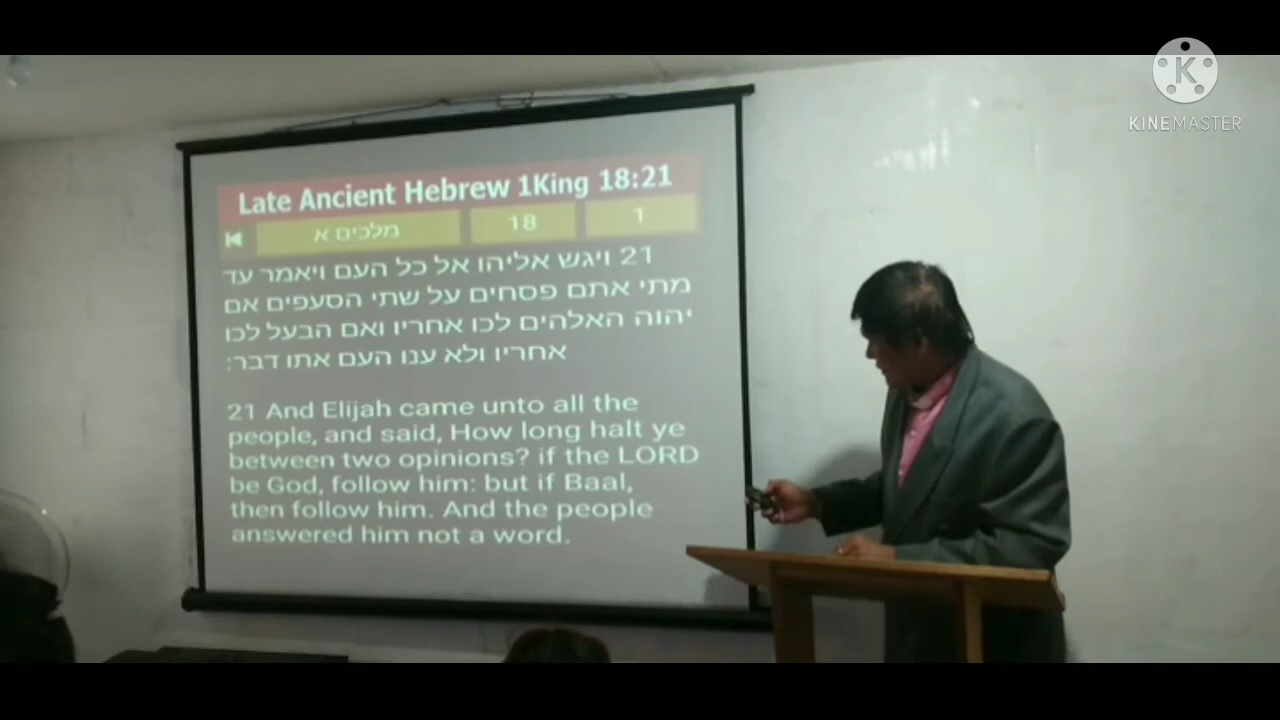 Late Ancient Hebrew 1King 18:21
מלכים א
18
1
21 ויגש אליהו אל כל העם ויאמר עד
מתי אתם פסחים על שתי הסעפים אם
יהוה האלהים לכו אחריו ואם הבעל לכו
אחריו ולא ענו העם אתו דבר:
21 And Elijah came unto all the
people, and said, How long halt ye
between two opinions? if the LORD
be God, follow him: but if Baal,
then follow him. And the people
answered him not a word.
K
KINEMASTER